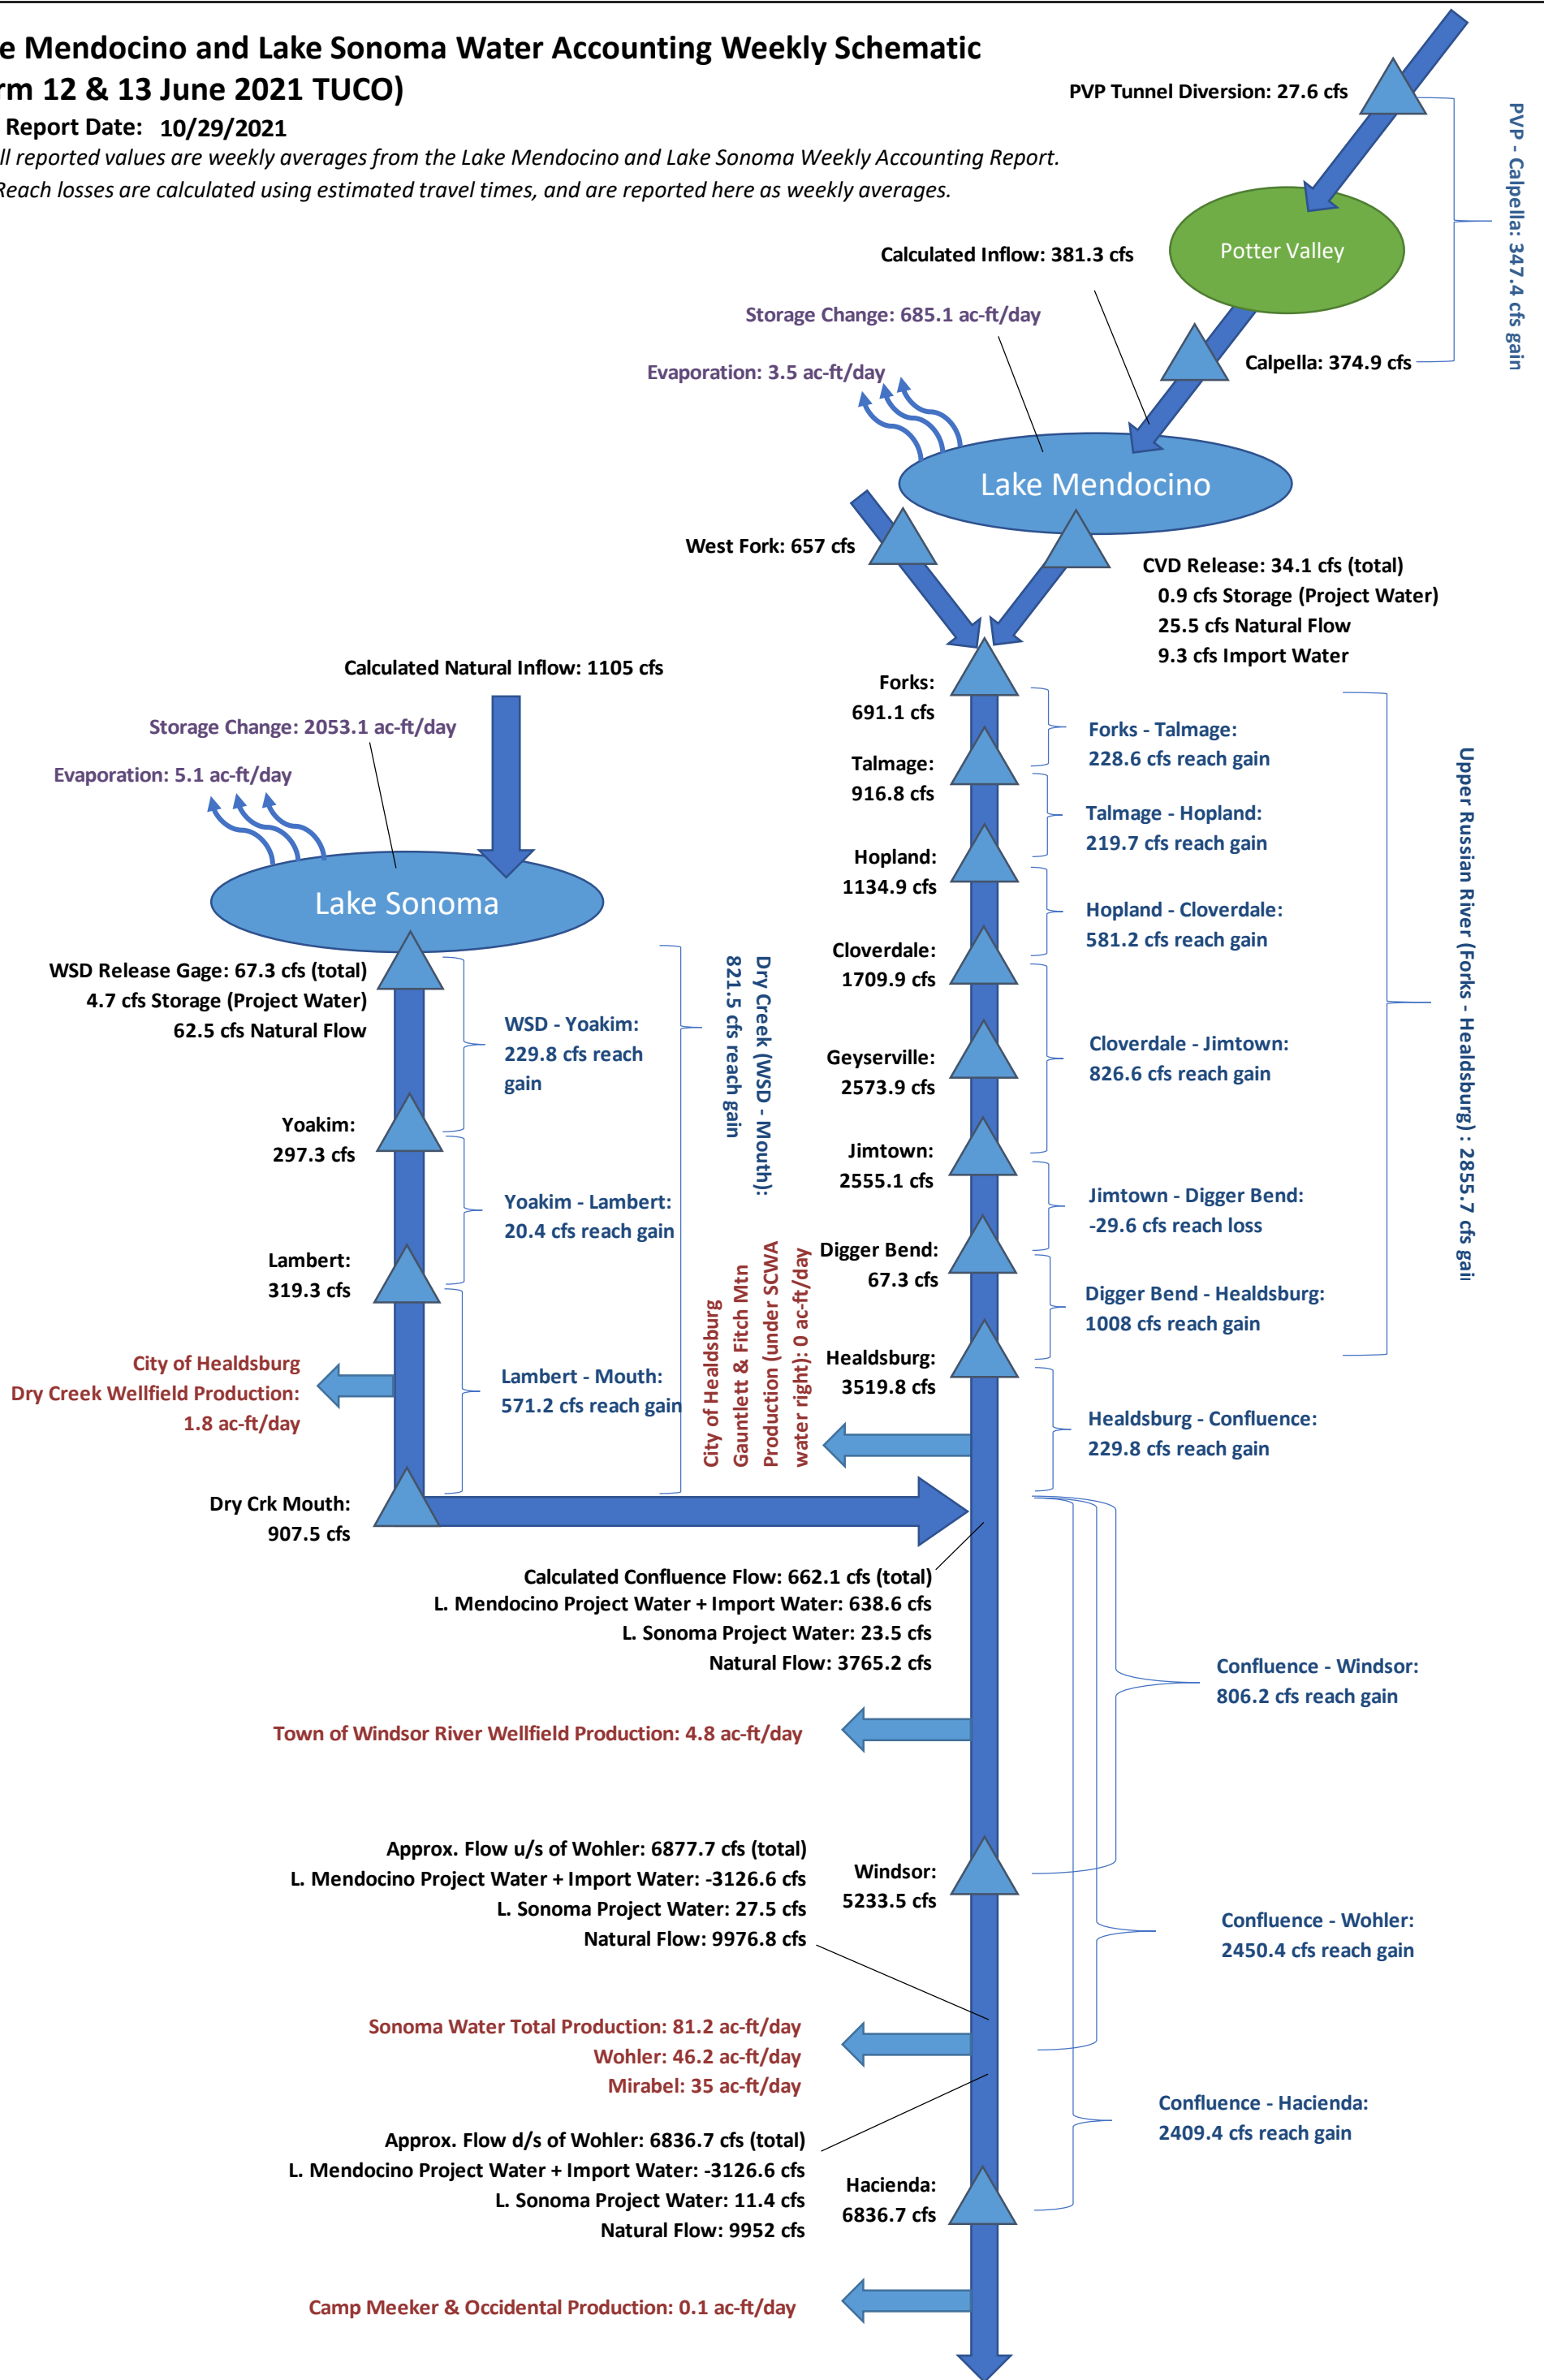 e Mendocino and Lake Sonoma Water Accounting Weekly Schematic
rm 12 & 13 June 2021 TUCO)
Report Date: 10/29/2021
ll reported values are weekly averages from the Lake Mendocino and Lake Sonoma Weekly Accounting Report.
Reach losses are calculated using estimated travel times, and are reported here as weekly averages.
PVP Tunnel Diversion: 27.6 cfs
PVP - Calpella: 347.4 cfs gain
Potter Valley
Calculated Inflow: 381.3 cfs
Storage Change: 685.1 ac-ft/day
Calpella: 374.9 cfs
Evaporation: 3.5 ac-ft/day
Lake Mendocino
West Fork: 657 cfs
CVD Release: 34.1 cfs (total)
0.9 cfs Storage (Project Water)
25.5 cfs Natural Flow
9.3 cfs Import Water
Calculated Natural Inflow: 1105 cfs
Storage Change: 2053.1 ac-ft/day
Evaporation: 5.1 ac-ft/day
Lake Sonoma
WSD Release Gage: 67.3 cfs (total)
4.7 cfs Storage (Project Water)
62.5 cfs Natural Flow
WSD - Yoakim:
229.8 cfs reach
gain
Yoakim:
297.3 cfs
Yoakim - Lambert:
20.4 cfs reach gain
Lambert:
319.3 cfs
City of Healdsburg
Dry Creek Wellfield Production:
1.8 ac-ft/day
Lambert - Mouth:
571.2 cfs reach gain
Dry Crk Mouth:
907.5 cfs
Dry Creek (WSD - Mouth):
821.5 cfs reach gain
City of Healdsburg
Gauntlett & Fitch Mtn
Production (under SCWA
water right): 0 ac-ft/day
Forks:
691.1 cfs
Forks - Talmage:
228.6 cfs reach gain
Talmage:
916.8 cfs
Talmage - Hopland:
219.7 cfs reach gain
Hopland:
1134.9 cfs
Hopland - Cloverdale:
581.2 cfs reach gain
Cloverdale:
1709.9 cfs
Geyserville:
2573.9 cfs
Cloverdale - Jimtown:
826.6 cfs reach gain
Jimtown:
2555.1 cfs
Jimtown - Digger Bend:
-29.6 cfs reach loss
Digger Bend:
67.3 cfs
Digger Bend - Healdsburg:
1008 cfs reach gain
Healdsburg:
3519.8 cfs
Healdsburg - Confluence:
229.8 cfs reach gain
Upper Russian River (Forks - Healdsburg) : 2855.7 cfs gai
Calculated Confluence Flow: 662.1 cfs (total)
L. Mendocino Project Water + Import Water: 638.6 cfs
L. Sonoma Project Water: 23.5 cfs
Natural Flow: 3765.2 cfs
Confluence - Windsor:
806.2 cfs reach gain
Town of Windsor River Wellfield Production: 4.8 ac-ft/day
Approx. Flow u/s of Wohler: 6877.7 cfs (total)
L. Mendocino Project Water + Import Water: -3126.6 cfs
L. Sonoma Project Water: 27.5 cfs
Natural Flow: 9976.8 cfs
Windsor:
5233.5 cfs
Confluence - Wohler:
2450.4 cfs reach gain
Sonoma Water Total Production: 81.2 ac-ft/day
Wohler: 46.2 ac-ft/day
Mirabel: 35 ac-ft/day
Confluence - Hacienda:
2409.4 cfs reach gain
Approx. Flow d/s of Wohler: 6836.7 cfs (total)
L. Mendocino Project Water + Import Water: -3126.6 cfs
L. Sonoma Project Water: 11.4 cfs
Natural Flow: 9952 cfs
Hacienda:
6836.7 cfs
Camp Meeker & Occidental Production: 0.1 ac-ft/day